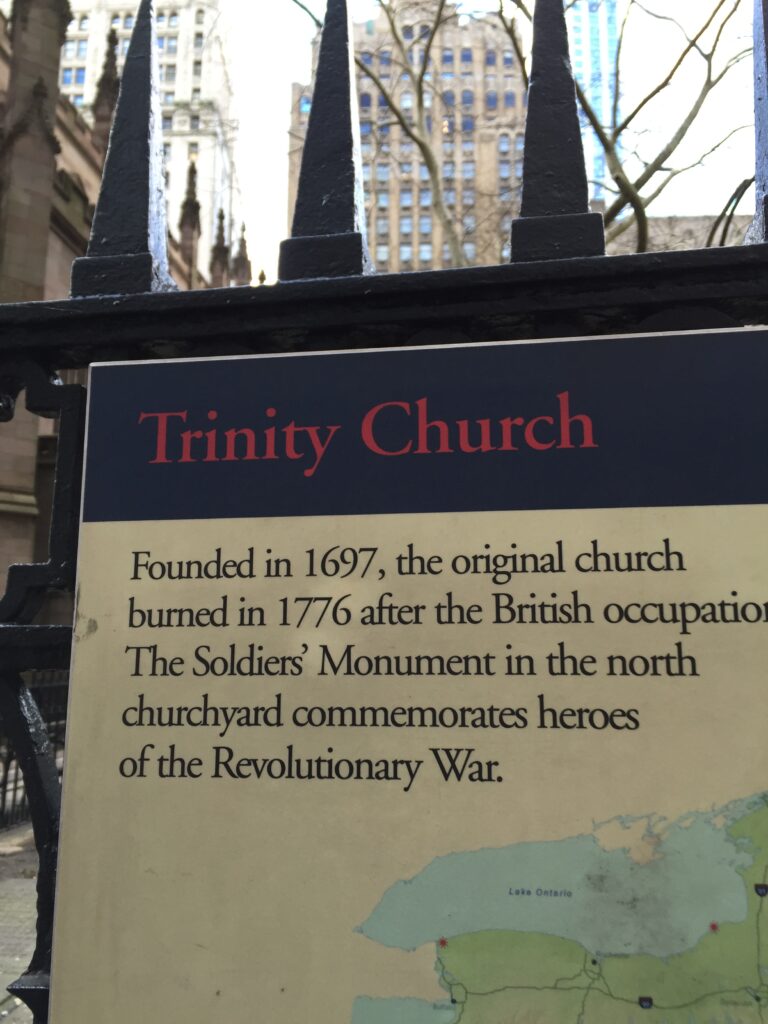 Trinity Church
Founded in 1697, the original church
burned in 1776 after the British occupation
The Soldiers’ Monument in the north
churchyard commemorates heroes
of the Revolutionary War.
Lake Ontario